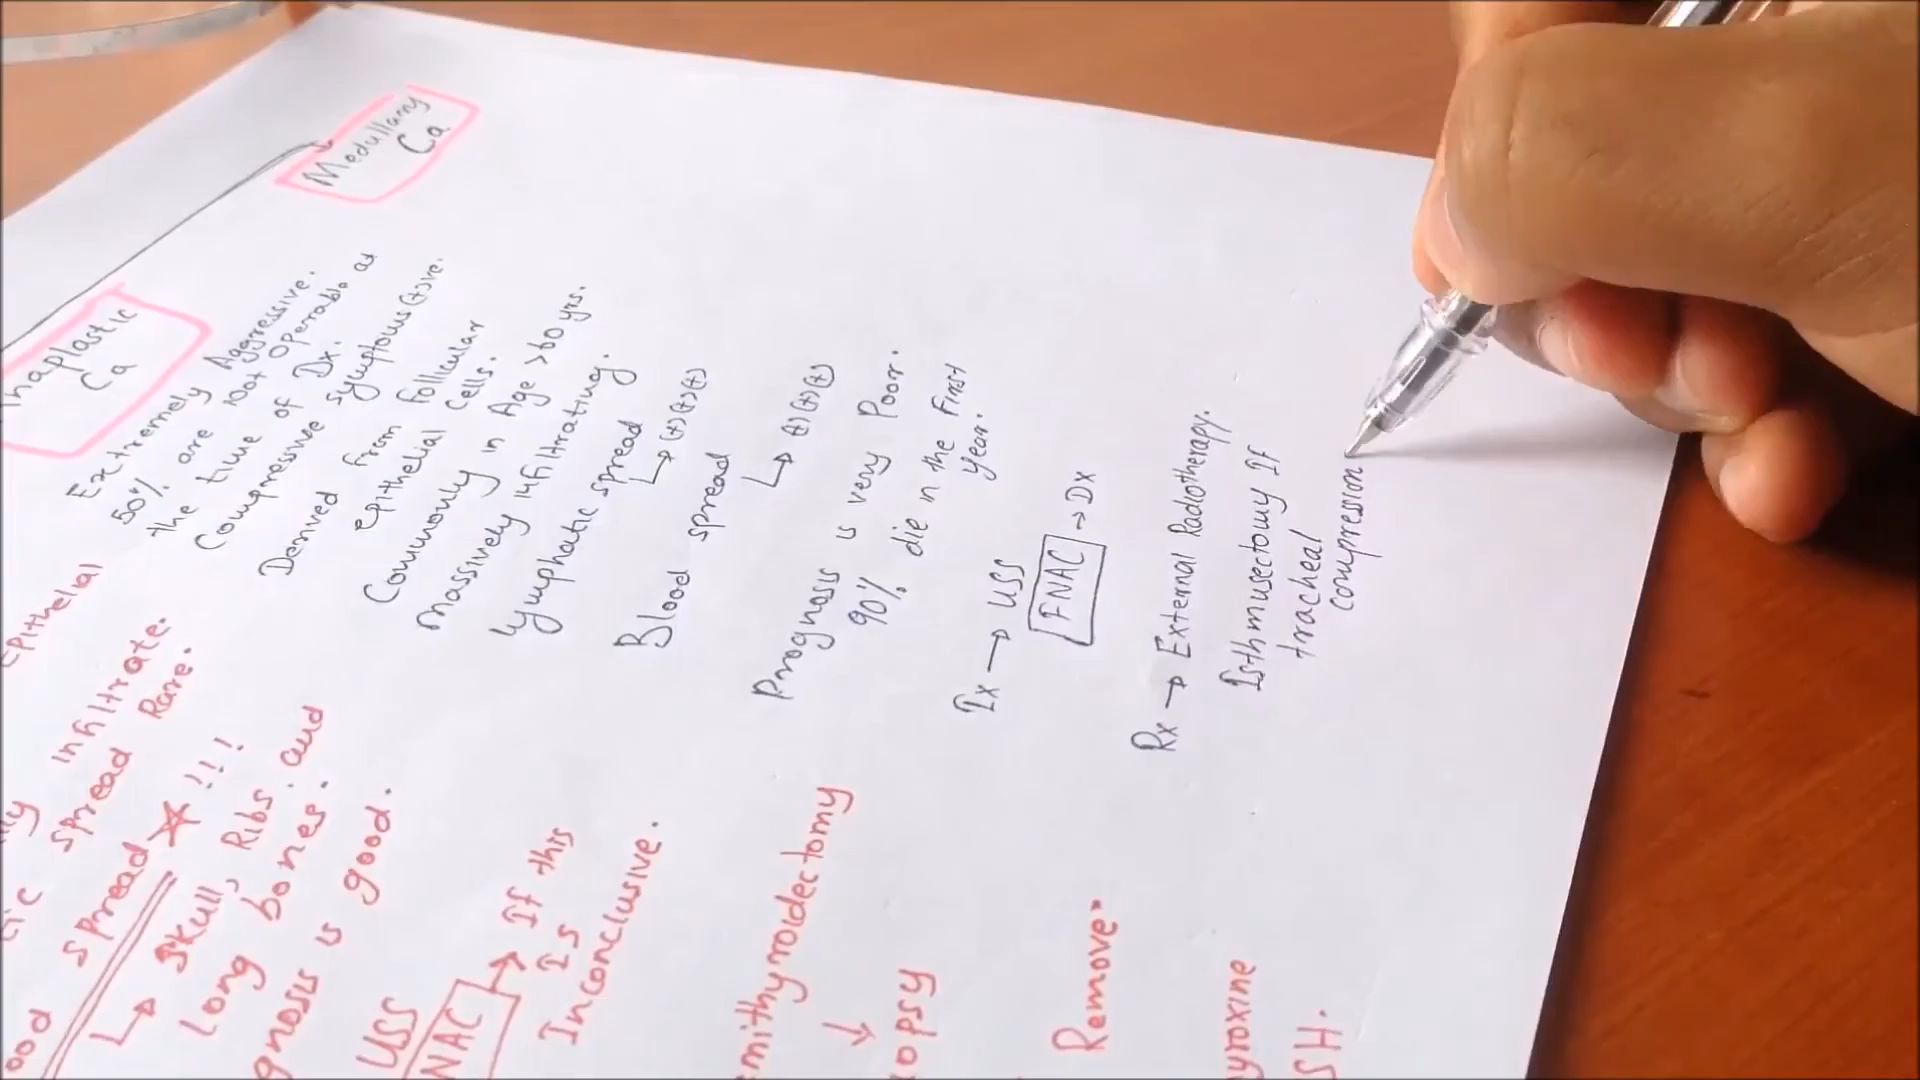 Medullary
Ca
naplastic
Ca
Extremely Aggressive.
50% are not operable at
the time of Dx.
Compressive symptoms (+)ve.
Derived from follicular
epithelial cells.
Commonly in Age >60 yrs.
Massively infiltrating.
Lymphatic spread
↳(+)(+)(+)
Blood spread
↳(+)(+)(+)
Prognosis is very Poor.
90% die in the First
year.
Ix → USS
FNAC → Dx
Rx → External Radiotherapy.
Isthmusectomy If
tracheal
compression
epithelial
infiltrate.
spread Rare.
spread ☆!!!
↳ skull, Ribs. and
long bones.
gnosis is good.
USS
NAC → If this
Is
Inconclusive.
mithyroidectomy
↓
opsy
Remove"
yroxine
SH.